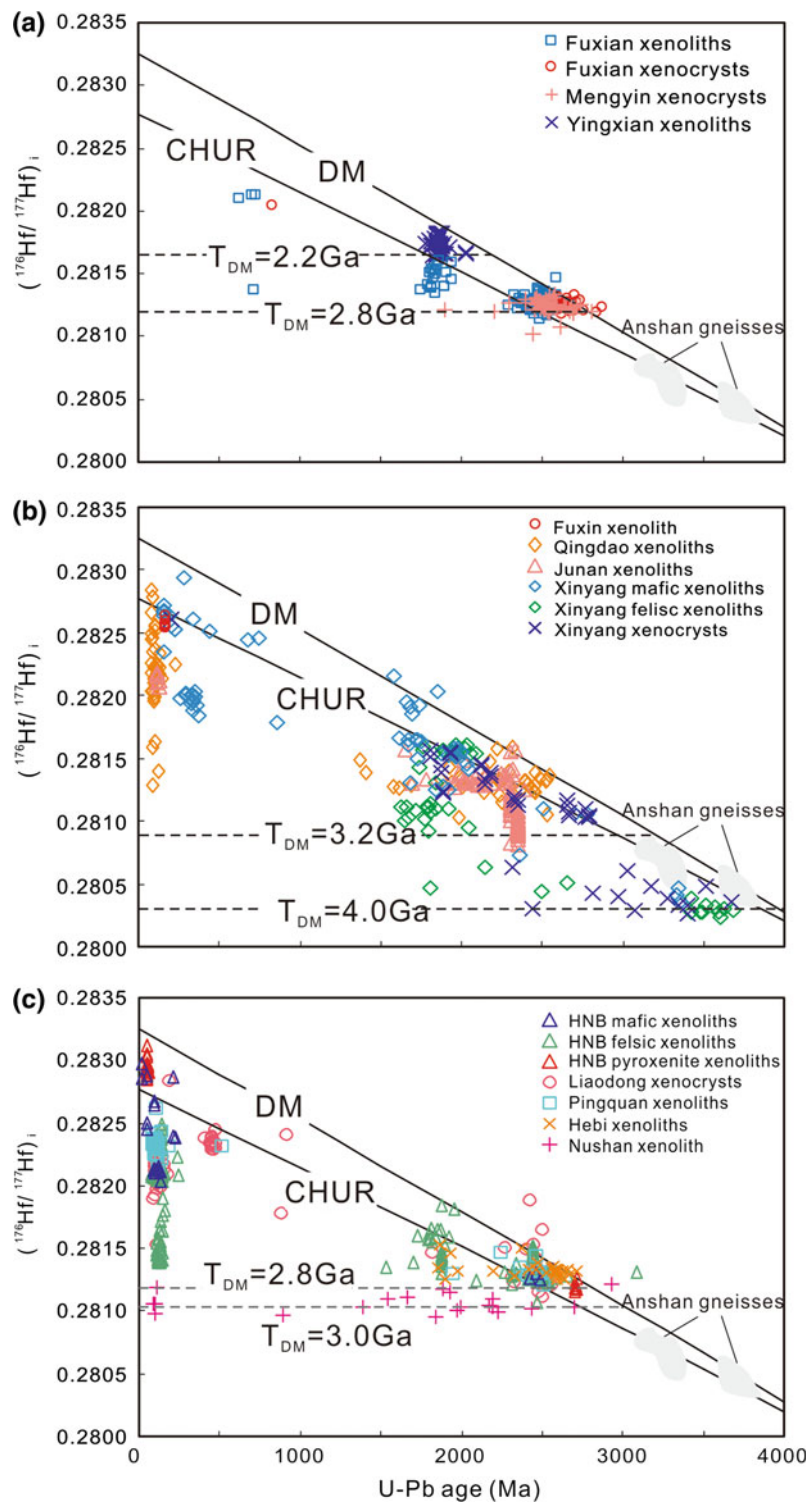 (a)
0.2835
0.2830
0.2825
0.2820
0.2815
0.2810
0.2805
0.2800
(¹⁷⁶Hf/ ¹⁷⁷Hf) i
Fuxian xenoliths
Fuxian xenocrysts
Mengyin xenocrysts
Yingxian xenoliths
CHUR
DM
TDM=2.2Ga
TDM=2.8Ga
Anshan gneisses
(b)
0.2835
0.2830
0.2825
0.2820
0.2815
0.2810
0.2805
0.2800
(¹⁷⁶Hf/ ¹⁷⁷Hf) i
Fuxin xenolith
Qingdao xenoliths
Junan xenoliths
Xinyang mafic xenoliths
Xinyang felisc xenoliths
Xinyang xenocrysts
DM
CHUR
Anshan gneisses
TDM=3.2Ga
TDM=4.0Ga
(c)
0.2835
0.2830
0.2825
0.2820
0.2815
0.2810
0.2805
0.2800
(¹⁷⁶Hf/ ¹⁷⁷Hf) i
HNB mafic xenoliths
HNB felsic xenoliths
HNB pyroxenite xenoliths
Liaodong xenocrysts
Pingquan xenoliths
Hebi xenoliths
Nushan xenolith
DM
CHUR
TDM=2.8Ga
Anshan gneisses
TDM=3.0Ga
0 1000 2000 3000 4000
U-Pb age (Ma)